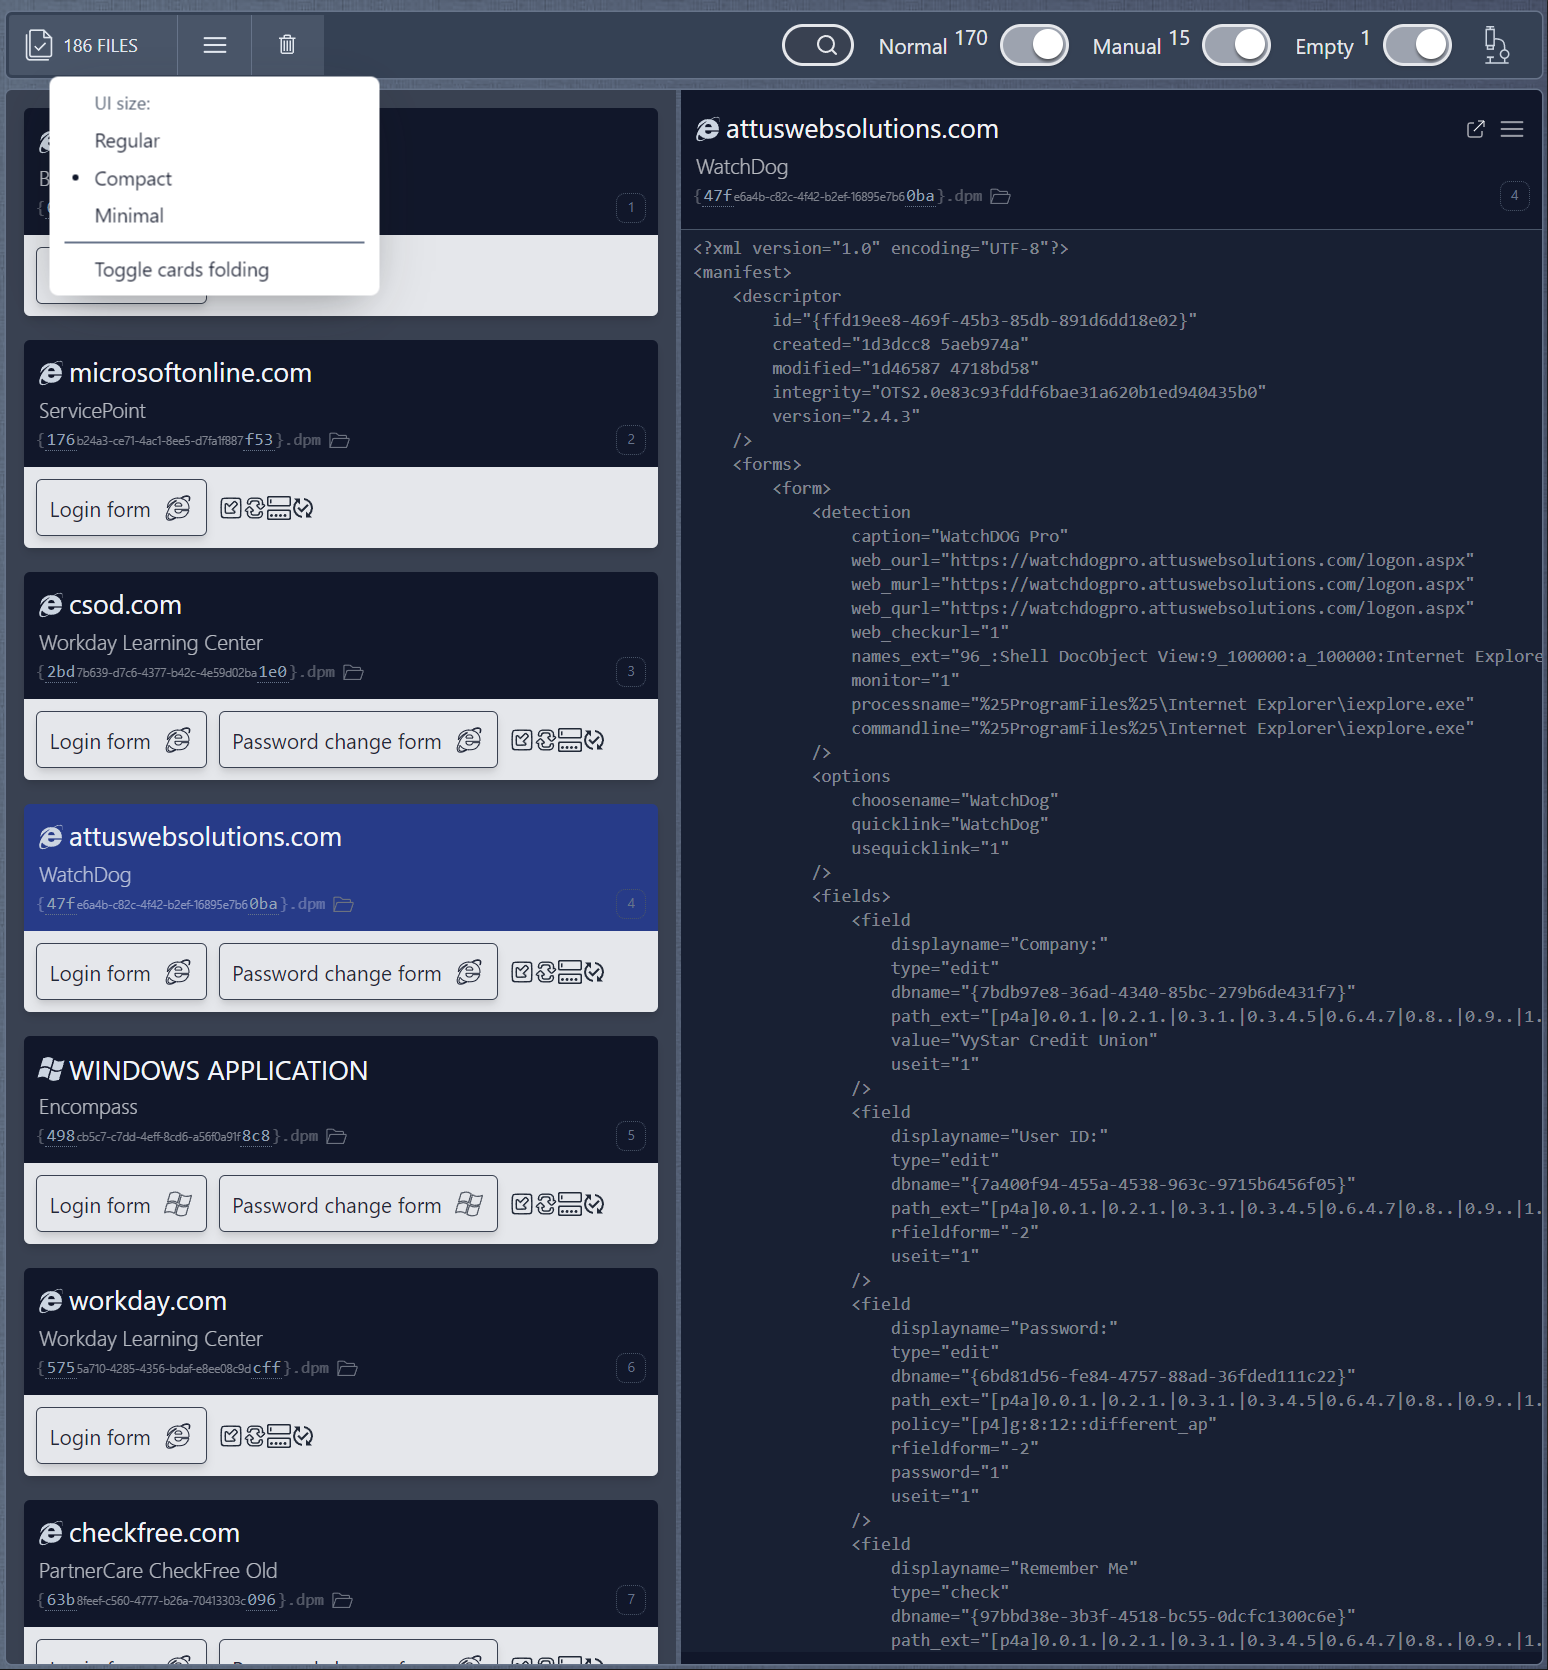 186 FILES
Normal 170
Manual 15
Empty 1
UI size:
Regular
• Compact
Minimal
Toggle cards folding
B
{
1
microsoftonline.com
ServicePoint
{176b24a3-ce71-4ac1-8ee5-d7fa1f887f53}.dpm
2
Login form
csod.com
Workday Learning Center
{2bd7b639-d7c6-4377-b42c-4e59d02ba1e0}.dpm
3
Login form
Password change form
attuswebsolutions.com
WatchDog
{47fe6a4b-c82c-4f42-b2ef-16895e7b60ba}.dpm
4
Login form
Password change form
WINDOWS APPLICATION
Encompass
{498cb5c7-c7dd-4eff-8cd6-a56f0a91f8c8}.dpm
5
Login form
Password change form
workday.com
Workday Learning Center
{5755a710-4285-4356-bdaf-e8ee08c9dcff}.dpm
6
Login form
checkfree.com
PartnerCare CheckFree Old
{63b8feef-c560-4777-b26a-70413303c096}.dpm
7
attuswebsolutions.com
WatchDog
{47fe6a4b-c82c-4f42-b2ef-16895e7b60ba}.dpm
4
<?xml version="1.0" encoding="UTF-8"?>
<manifest>
<descriptor
id="{ffd19ee8-469f-45b3-85db-891d6dd18e02}"
created="1d3dcc8 5aeb974a"
modified="1d46587 4718bd58"
integrity="OTS2.0e83c93fddf6bae31a620b1ed940435b0"
version="2.4.3"
/>
<forms>
<form>
<detection
caption="WatchDOG Pro"
web_ourl="https://watchdogpro.attuswebsolutions.com/logon.aspx"
web_murl="https://watchdogpro.attuswebsolutions.com/logon.aspx"
web_qurl="https://watchdogpro.attuswebsolutions.com/logon.aspx"
web_checkurl="1"
names_ext="96_:Shell DocObject View:9_100000:a_100000:Internet Explore
monitor="1"
processname="%25ProgramFiles%25\Internet Explorer\iexplore.exe"
commandline="%25ProgramFiles%25\Internet Explorer\iexplore.exe"
/>
<options
choosename="WatchDog"
quicklink="WatchDog"
usequicklink="1"
/>
<fields>
<field
displayname="Company:"
type="edit"
dbname="{7bdb97e8-36ad-4340-85bc-279b6de431f7}"
path_ext="[p4a]0.0.1.|0.2.1.|0.3.1.|0.3.4.5|0.6.4.7|0.8..|0.9..|1.
value="VyStar Credit Union"
useit="1"
/>
<field
displayname="User ID:"
type="edit"
dbname="{7a400f94-455a-4538-963c-9715b6456f05}"
path_ext="[p4a]0.0.1.|0.2.1.|0.3.1.|0.3.4.5|0.6.4.7|0.8..|0.9..|1.
rfieldform="-2"
useit="1"
/>
<field
displayname="Password:"
type="edit"
dbname="{6bd81d56-fe84-4757-88ad-36fded111c22}"
path_ext="[p4a]0.0.1.|0.2.1.|0.3.1.|0.3.4.5|0.6.4.7|0.8..|0.9..|1.
policy="[p4]g:8:12::different_ap"
rfieldform="-2"
password="1"
useit="1"
/>
<field
displayname="Remember Me"
type="check"
dbname="{97bbd38e-3b3f-4518-bc55-0dcfc1300c6e}"
path_ext="[p4a]0.0.1.|0.2.1.|0.3.1.|0.3.4.5|0.6.4.7|0.8..|0.9..|1.